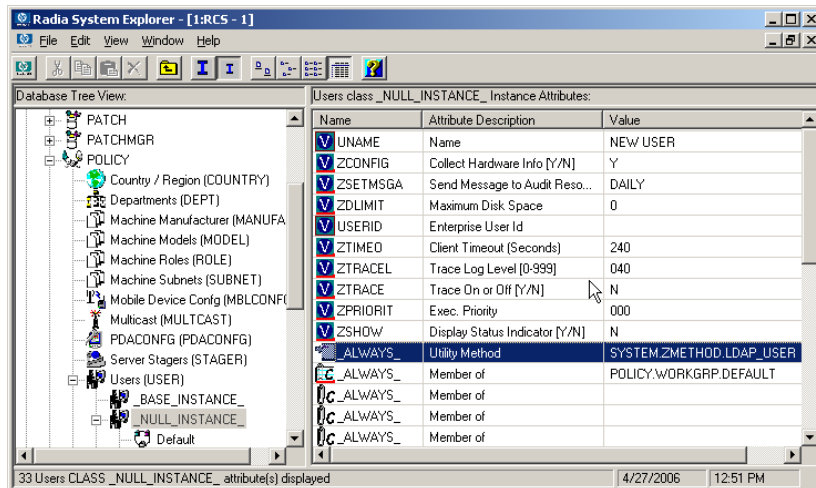 Radia System Explorer - [1:RCS - 1]
File Edit View Window Help
Database Tree View:
Users class _NULL_INSTANCE_ Instance Attributes:
PATCH
PATCHMGR
POLICY
Country / Region (COUNTRY)
Departments (DEPT)
Machine Manufacturer (MANUFA
Machine Models (MODEL)
Machine Roles (ROLE)
Machine Subnets (SUBNET)
Mobile Device Confg (MBLCONF
Multicast (MULTCAST)
PDACONFG (PDACONFG)
Server Stagers (STAGER)
Users (USER)
_BASE_INSTANCE_
_NULL_INSTANCE_
Default
Name Attribute Description Value
UNAME Name NEW USER
ZCONFIG Collect Hardware Info [Y/N] Y
ZSETMSGA Send Message to Audit Reso... DAILY
ZDLIMIT Maximum Disk Space 0
USERID Enterprise User Id
ZTIMEO Client Timeout (Seconds) 240
ZTRACEL Trace Log Level [0-999] 040
ZTRACE Trace On or Off [Y/N] N
ZPRIORIT Exec. Priority 000
ZSHOW Display Status Indicator [Y/N] N
_ALWAYS_ Utility Method SYSTEM.ZMETHOD.LDAP_USER
_ALWAYS_ Member of POLICY.WORKGRP.DEFAULT
_ALWAYS_ Member of
_ALWAYS_ Member of
_ALWAYS_ Member of
33 Users CLASS _NULL_INSTANCE_ attribute(s) displayed 4/27/2006 12:51 PM